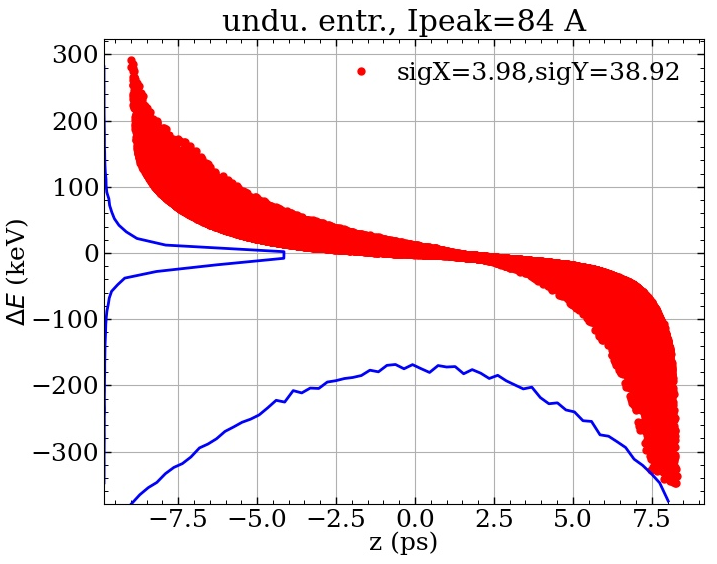 undu. entr., Ipeak=84 A
sigX=3.98,sigY=38.92
300
200
100
0
−100
−200
−300
ΔE (keV)
−7.5 −5.0 −2.5 0.0 2.5 5.0 7.5
z (ps)